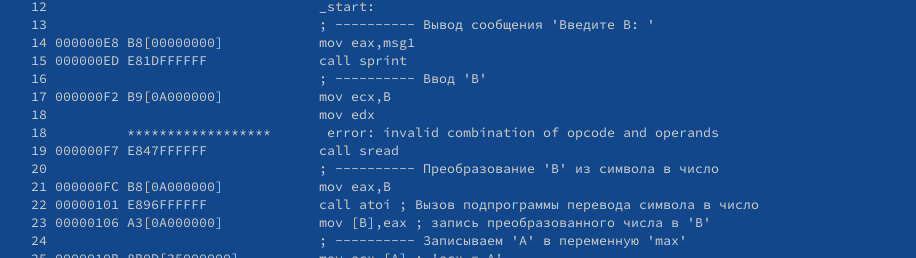 12 _start:
13 ; ---------- Вывод сообщения 'Введите B: '
14 000000E8 B8[00000000] mov eax,msg1
15 000000ED E81DFFFFFF call sprint
16 ; ---------- Ввод 'B'
17 000000F2 B9[0A000000] mov ecx,B
18 mov edx
18 ****************** error: invalid combination of opcode and operands
19 000000F7 E847FFFFFF call sread
20 ; ---------- Преобразование 'B' из символа в число
21 000000FC B8[0A000000] mov eax,B
22 00000101 E896FFFFFF call atoi ; Вызов подпрограммы перевода символа в число
23 00000106 A3[0A000000] mov [B],eax ; запись преобразованного числа в 'B'
24 ; ---------- Записываем 'A' в переменную 'max'
25 0000010B 8B0D[35000000] mov ecx,[A] ; 'ecx = A'